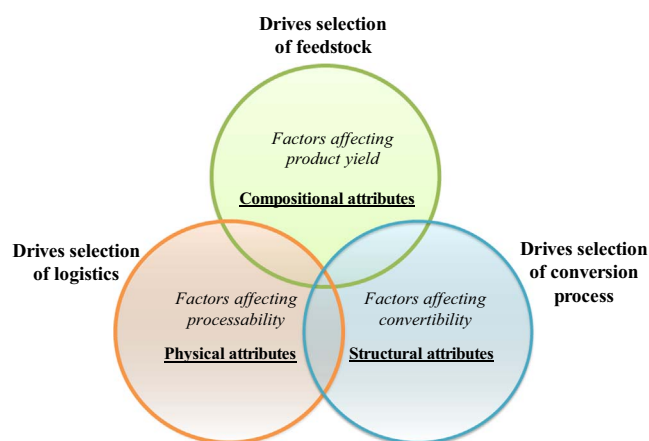 Drives selection
of feedstock
Factors affecting
product yield
Compositional attributes
Drives selection
of logistics
Factors affecting
processability
Physical attributes
Factors affecting
convertibility
Structural attributes
Drives selection
of conversion
process